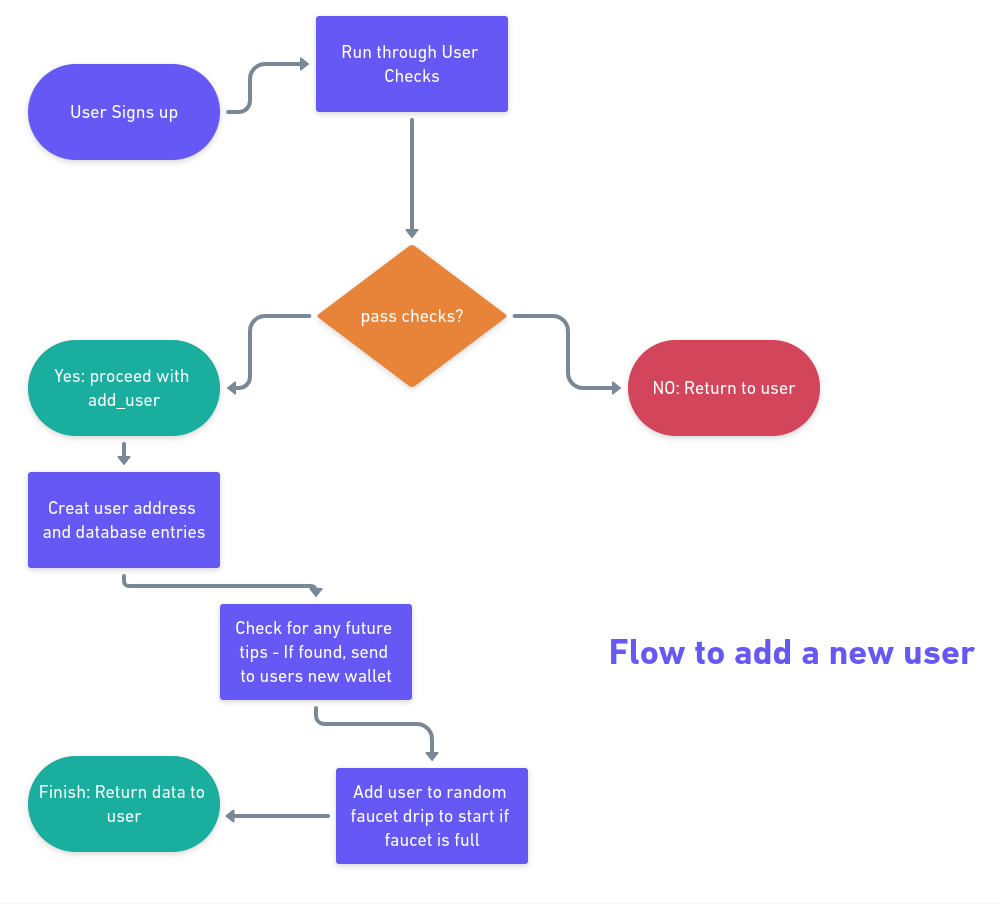 Run through User
Checks
User Signs up
pass checks?
Yes: proceed with
add_user
NO: Return to user
Creat user address
and database entries
Check for any future
tips - If found, send
to users new wallet
Flow to add a new user
Add user to random
faucet drip to start if
faucet is full
Finish: Return data to
user